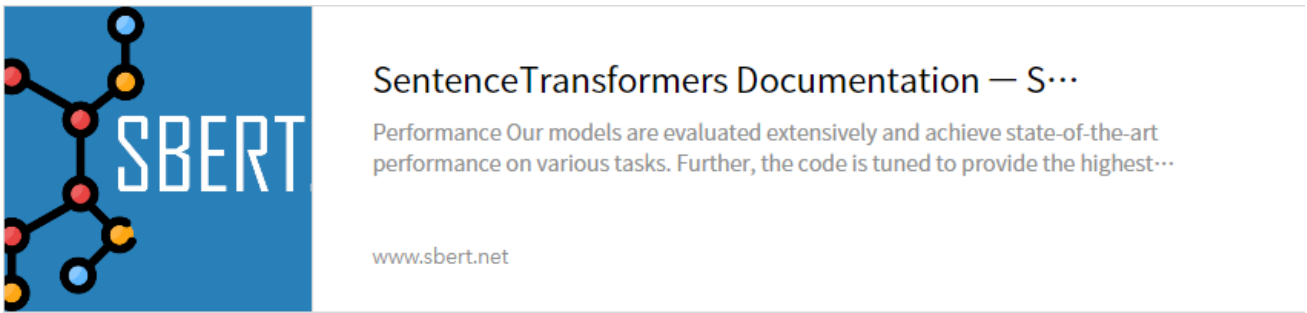 SBERT.
SentenceTransformers Documentation — S⋯
Performance Our models are evaluated extensively and achieve state-of-the-art
performance on various tasks. Further, the code is tuned to provide the highest⋯
www.sbert.net